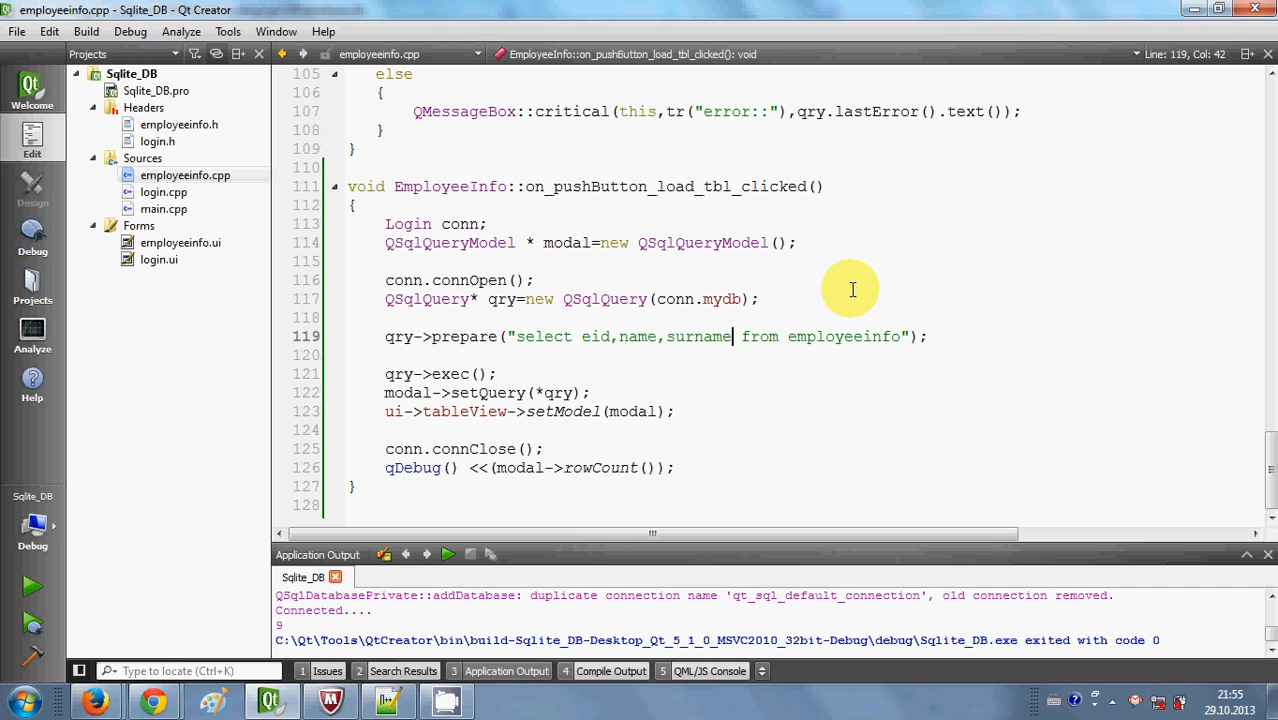 employeeinfo.cpp - Sqlite_DB - Qt Creator
File Edit Build Debug Analyze Tools Window Help
Projects
employeeinfo.cpp
EmployeeInfo::on_pushButton_load_tbl_clicked(): void
Line: 119, Col: 42
Qt
Welcome
Edit
Design
Debug
Projects
Analyze
Help
Sqlite_DB
Debug
Sqlite_DB
Sqlite_DB.pro
Headers
employeeinfo.h
login.h
Sources
employeeinfo.cpp
login.cpp
main.cpp
Forms
employeeinfo.ui
login.ui
105 else
106 {
107 QMessageBox::critical(this,tr("error::"),qry.lastError().text());
108 }
109 }
110
111 void EmployeeInfo::on_pushButton_load_tbl_clicked()
112 {
113 Login conn;
114 QSqlQueryModel * modal=new QSqlQueryModel();
115
116 conn.connOpen();
117 QSqlQuery* qry=new QSqlQuery(conn.mydb);
118
119 qry->prepare("select eid,name,surname from employeeinfo");
120
121 qry->exec();
122 modal->setQuery(*qry);
123 ui->tableView->setModel(modal);
124
125 conn.connClose();
126 qDebug() <<(modal->rowCount());
127 }
128
Application Output
Sqlite_DB
QSqlDatabasePrivate::addDatabase: duplicate connection name 'qt_sql_default_connection', old connection removed.
Connected....
9
C:\Qt\Tools\QtCreator\bin\build-Sqlite_DB-Desktop_Qt_5_1_0_MSVC2010_32bit-Debug\debug\Sqlite_DB.exe exited with code 0
Type to locate (Ctrl+K)
1 Issues 2 Search Results 3 Application Output 4 Compile Output 5 QML/JS Console
Qt
21:55
29.10.2013